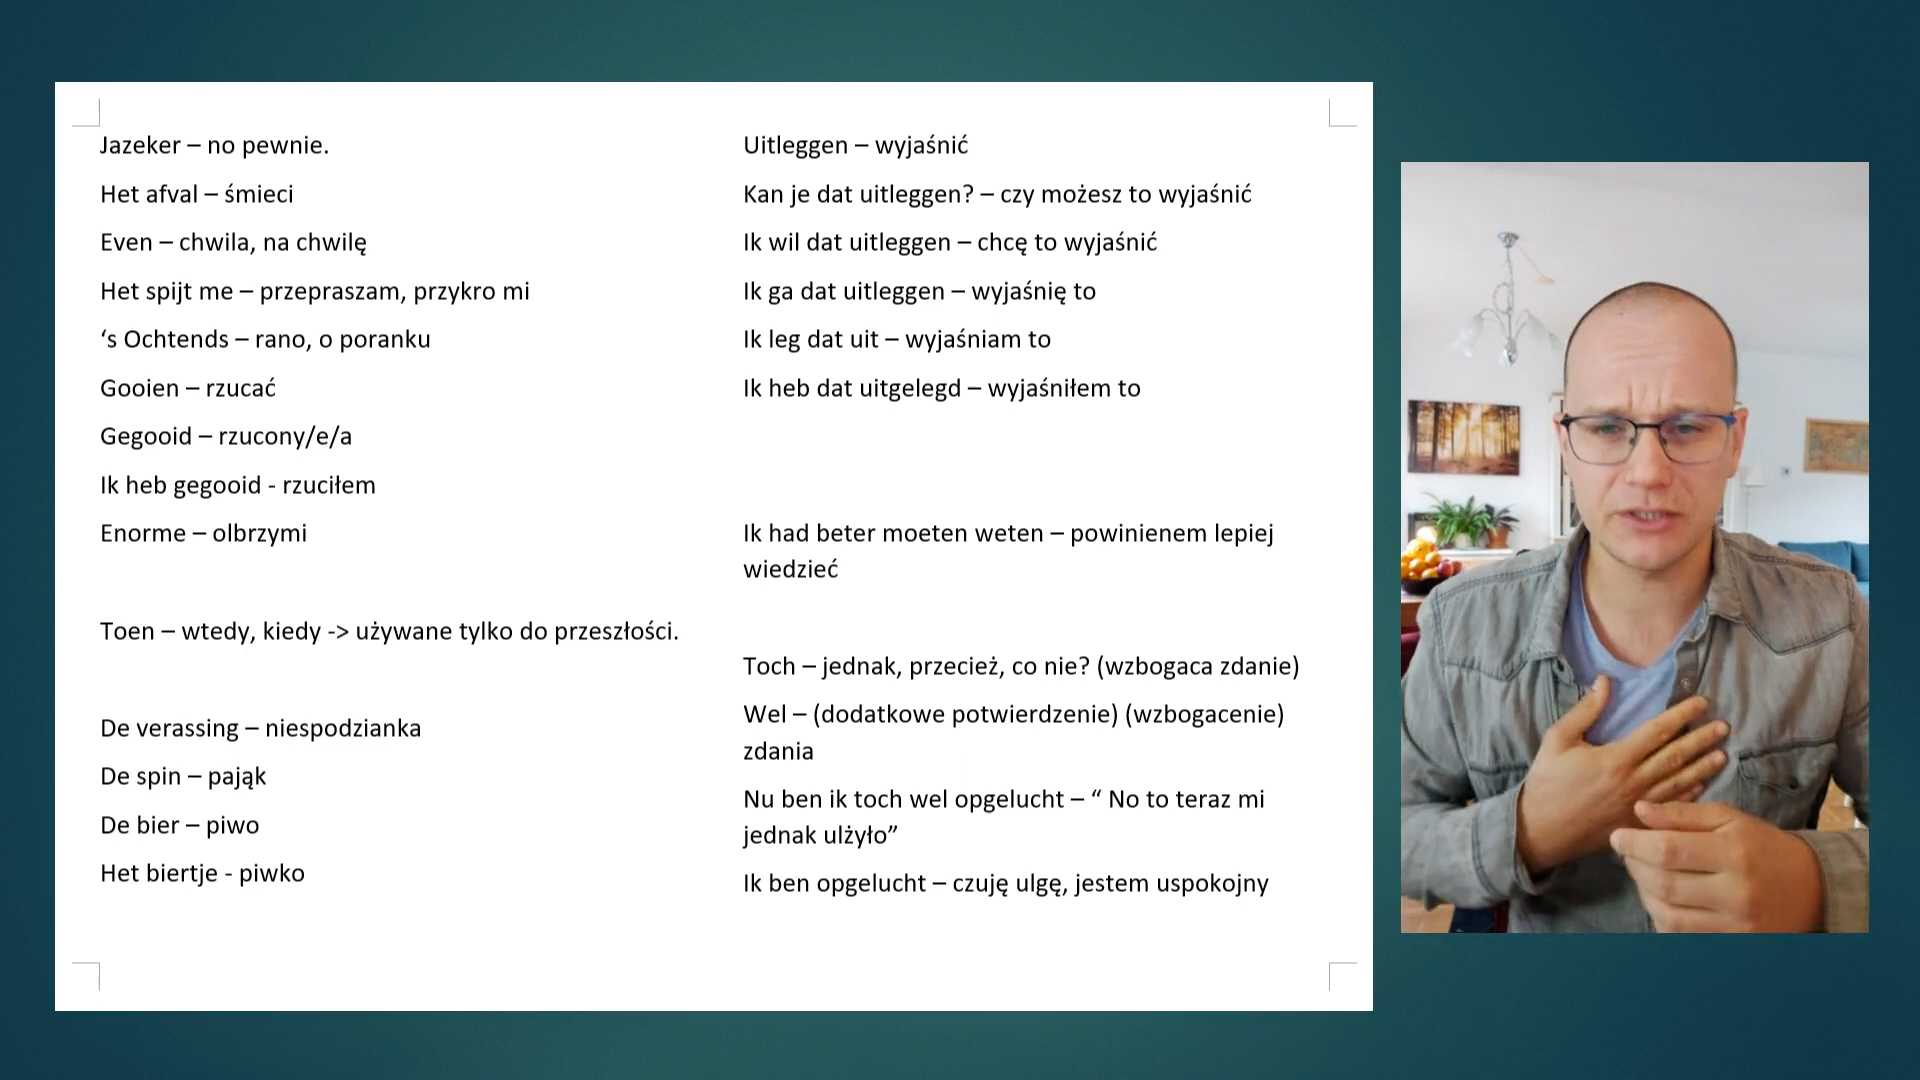 Jazeker – no pewnie.
Het afval – śmieci
Even – chwila, na chwilę
Het spijt me – przepraszam, przykro mi
‘s Ochtends – rano, o poranku
Gooien – rzucać
Gegooid – rzucony/e/a
Ik heb gegooid - rzuciłem
Enorme – olbrzymi
Toen – wtedy, kiedy -> używane tylko do przeszłości.
De verassing – niespodzianka
De spin – pająk
De bier – piwo
Het biertje - piwko
Uitleggen – wyjaśnić
Kan je dat uitleggen? – czy możesz to wyjaśnić
Ik wil dat uitleggen – chcę to wyjaśnić
Ik ga dat uitleggen – wyjaśnię to
Ik leg dat uit – wyjaśniam to
Ik heb dat uitgelegd – wyjaśniłem to
Ik had beter moeten weten – powinienem lepiej
wiedzieć
Toch – jednak, przecież, co nie? (wzbogaca zdanie)
Wel – (dodatkowe potwierdzenie) (wzbogacenie)
zdania
Nu ben ik toch wel opgelucht – “ No to teraz mi
jednak ulżyło”
Ik ben opgelucht – czuję ulgę, jestem uspokojny